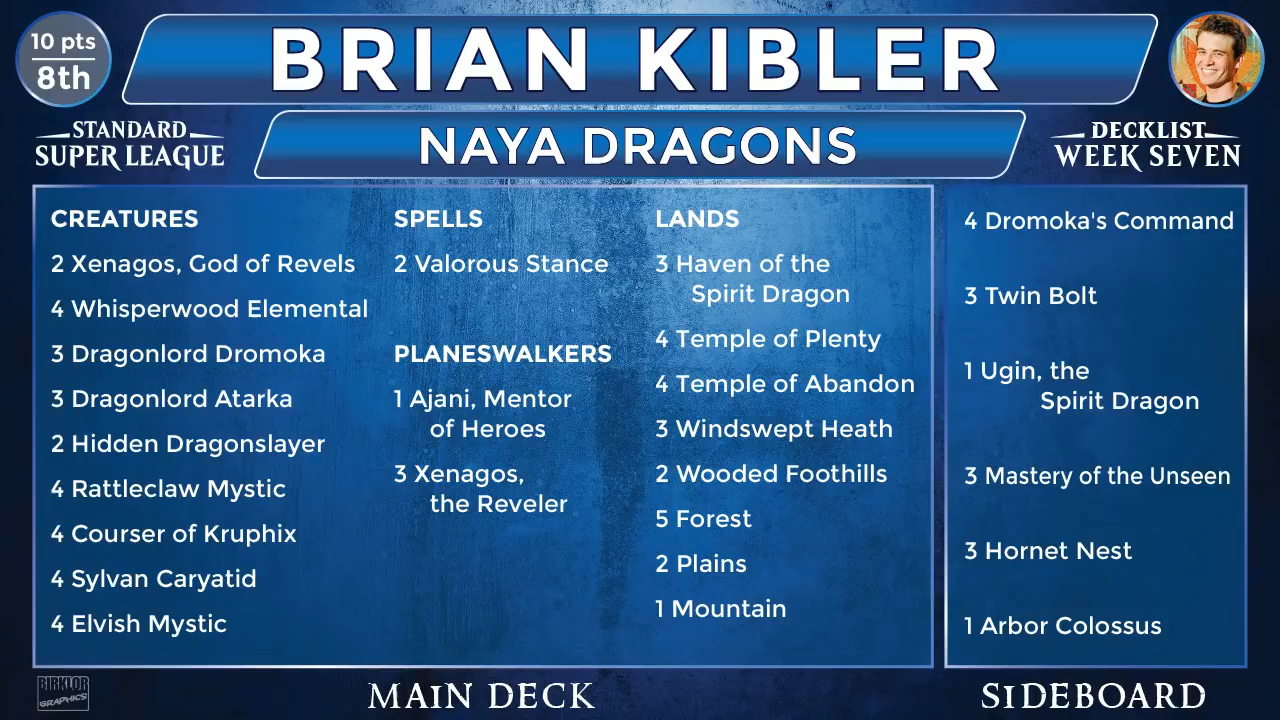 10 pts
8th
BRIAN KIBLER
STANDARD
SUPER LEAGUE
NAYA DRAGONS
DECKLIST
WEEK SEVEN
CREATURES
2 Xenagos, God of Revels
4 Whisperwood Elemental
3 Dragonlord Dromoka
3 Dragonlord Atarka
2 Hidden Dragonslayer
4 Rattleclaw Mystic
4 Courser of Kruphix
4 Sylvan Caryatid
4 Elvish Mystic
SPELLS
2 Valorous Stance
PLANESWALKERS
1 Ajani, Mentor
of Heroes
3 Xenagos,
the Reveler
LANDS
3 Haven of the
Spirit Dragon
4 Temple of Plenty
4 Temple of Abandon
3 Windswept Heath
2 Wooded Foothills
5 Forest
2 Plains
1 Mountain
4 Dromoka's Command
3 Twin Bolt
1 Ugin, the
Spirit Dragon
3 Mastery of the Unseen
3 Hornet Nest
1 Arbor Colossus
BIRKLOR
GRAPHICS
MAIN DECK
SIDEBOARD